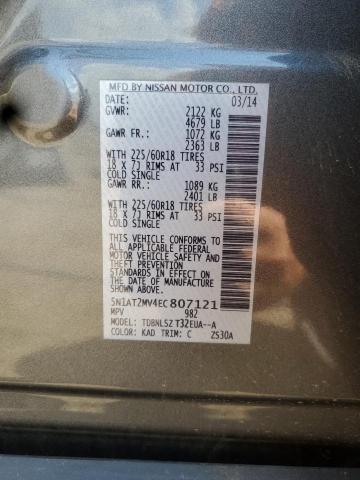 MFD BY NISSAN MOTOR CO., LTD.
DATE: 03/14
GVWR: 2122 KG
4679 LB
GAWR FR: 1072 KG
2363 LB
WITH 225/60R18 TIRES
18 X 7J RIMS AT 33 PSI
COLD SINGLE
GAWR RR: 1089 KG
2401 LB
WITH 225/60R18 TIRES
18 X 7J RIMS AT 33 PSI
COLD SINGLE
THIS VEHICLE CONFORMS TO ALL
APPLICABLE FEDERAL U.S.
MOTOR VEHICLE SAFETY
STANDARDS IN EFFECT ON THE
DATE OF MANUFACTURE SHOWN
ABOVE.
5N1AT2MV4EC807121
MPV 982
MODEL: TDBNLSZ T32EUA--A
COLOR: KAD TRIM: C 2S30A